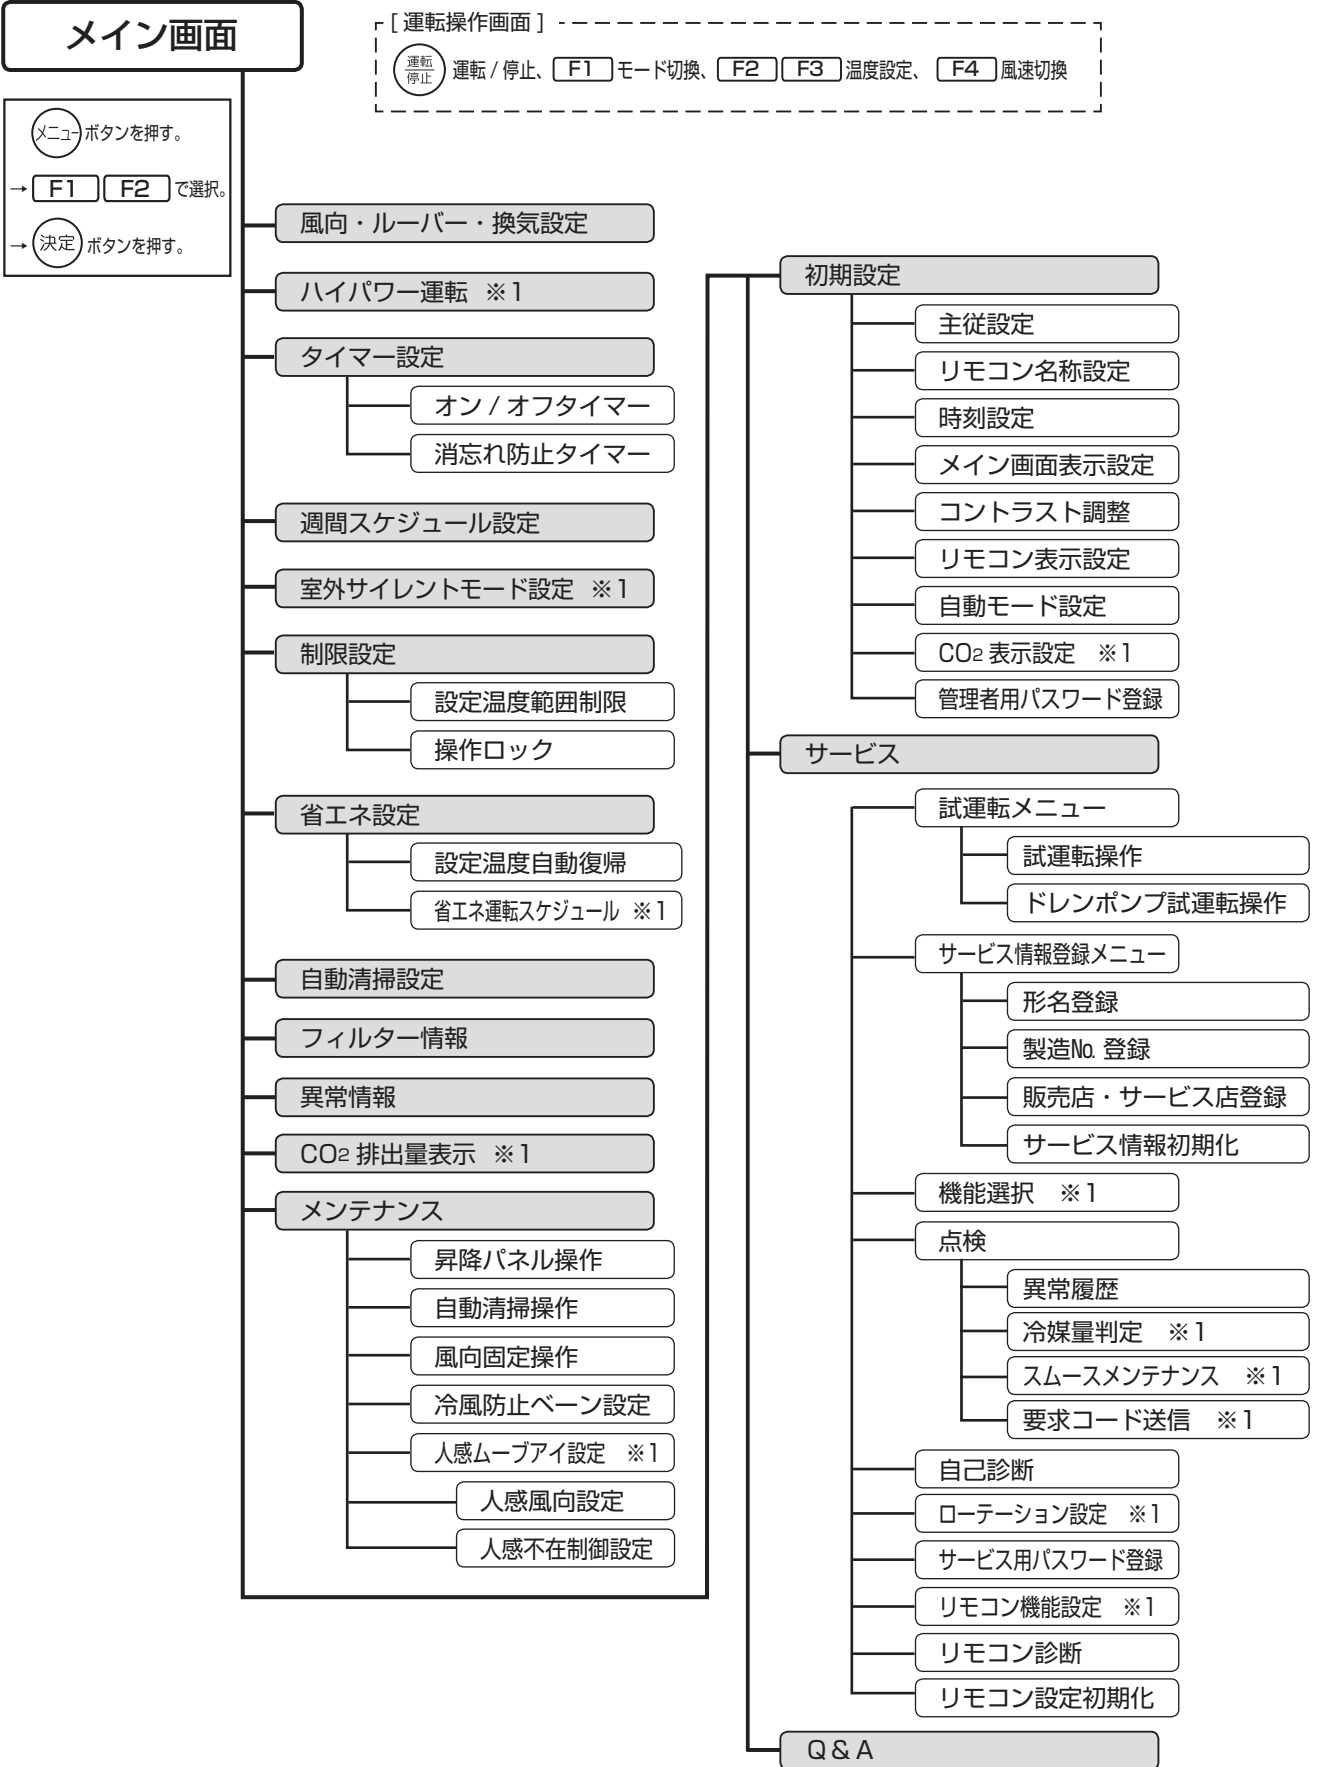 メイン画面
[ 運転操作画面 ]
運転
停止
運転 / 停止、 F1 モード切換、 F2 F3 温度設定、 F4 風速切換
メニュー ボタンを押す。
→ F1 F2 で選択。
→ 決定 ボタンを押す。
風向・ルーバー・換気設定
ハイパワー運転 ※1
タイマー設定
オン / オフタイマー
消忘れ防止タイマー
週間スケジュール設定
室外サイレントモード設定 ※1
制限設定
設定温度範囲制限
操作ロック
省エネ設定
設定温度自動復帰
省エネ運転スケジュール ※1
自動清掃設定
フィルター情報
異常情報
CO2 排出量表示 ※1
メンテナンス
昇降パネル操作
自動清掃操作
風向固定操作
冷風防止ベーン設定
人感ムーブアイ設定 ※1
人感風向設定
人感不在制御設定
初期設定
主従設定
リモコン名称設定
時刻設定
メイン画面表示設定
コントラスト調整
リモコン表示設定
自動モード設定
CO2 表示設定 ※1
管理者用パスワード登録
サービス
試運転メニュー
試運転操作
ドレンポンプ試運転操作
サービス情報登録メニュー
形名登録
製造№ 登録
販売店・サービス店登録
サービス情報初期化
機能選択 ※1
点検
異常履歴
冷媒量判定 ※1
スムースメンテナンス ※1
要求コード送信 ※1
自己診断
ローテーション設定 ※1
サービス用パスワード登録
リモコン機能設定 ※1
リモコン診断
リモコン設定初期化
Q & A